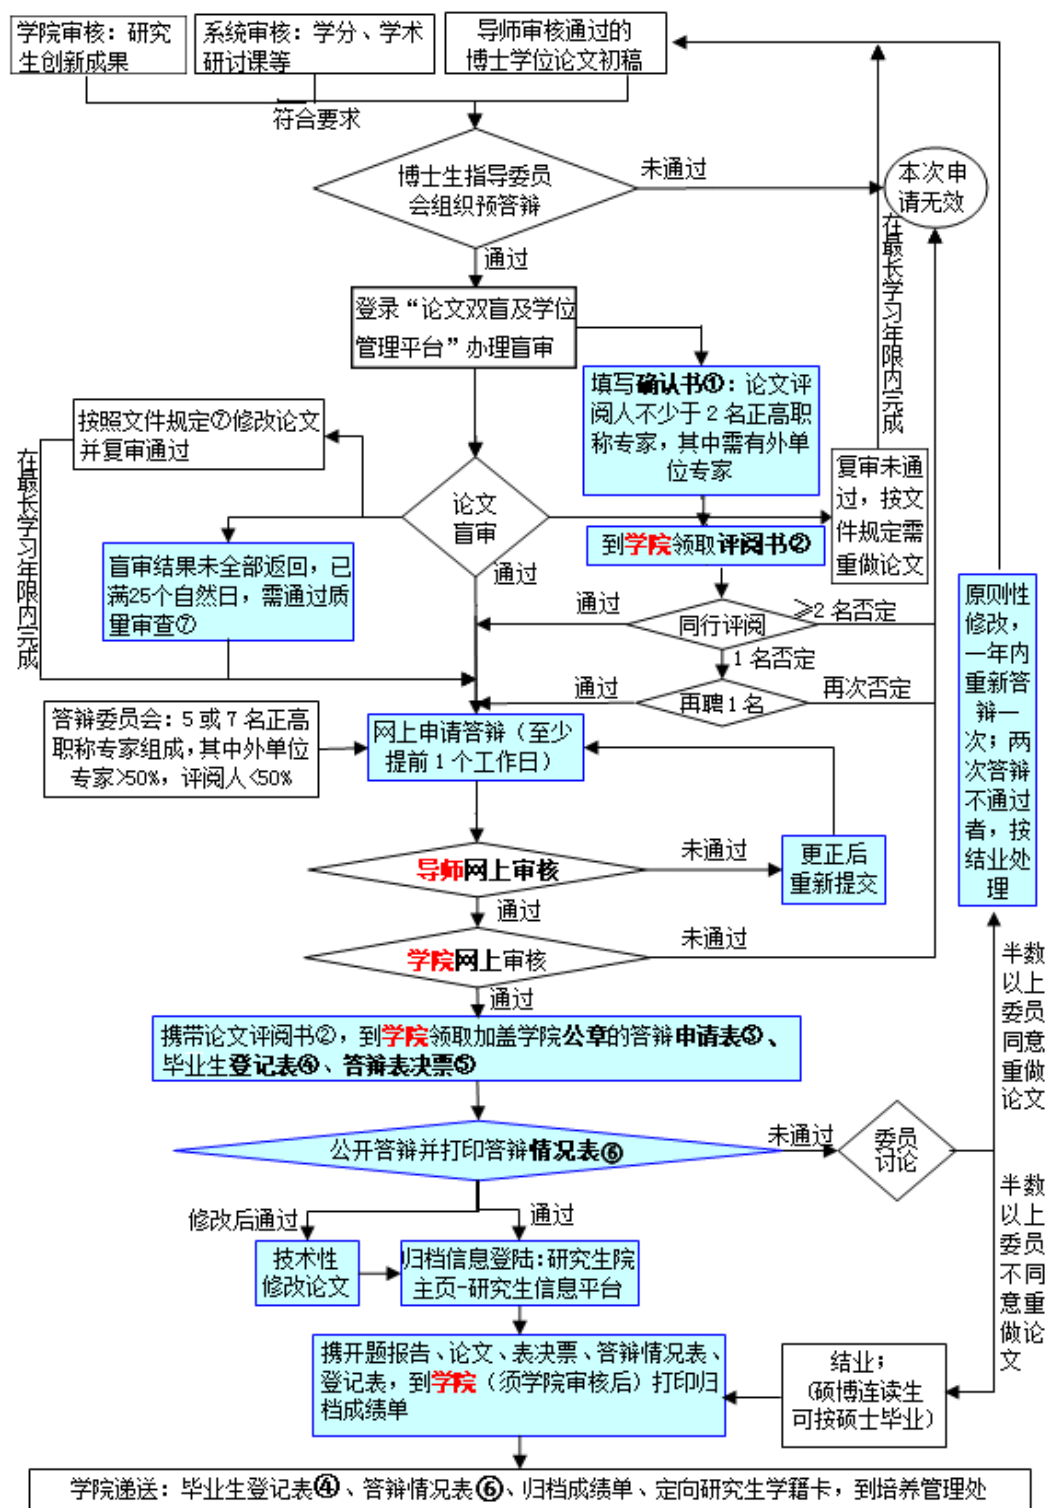 学院审核：研究
生创新成果
系统审核：学分、学术
研讨课等
导师审核通过的
博士学位论文初稿
符合要求
博士生指导委员
会组织预答辩
未通过
本次申
请无效
通过
登录“论文双盲及学位
管理平台”办理盲审
在最长学习年限内完成
填写确认书①：论文评
阅人不少于2名正高职
称专家，其中需有外单
位专家
按照文件规定⑦修改论文
并复审通过
在最长学习年限内完成
论文
盲审
复审未通
过，按文
件规定需
重做论文
到学院领取评阅书②
盲审结果未全部返回，已
满25个自然日，需通过质
量审查⑦
通过
通过
同行评阅
≥2名否定
1名否定
通过
再聘1名
再次否定
原则性
修改，
一年内
重新答
辩一
次；两
次答辩
不通过
者，按
结业处
理
答辩委员会：5或7名正高
职称专家组成，其中外单位
专家>50%，评阅人<50%
网上申请答辩（至少
提前1个工作日）
导师网上审核
未通过
更正后
重新提交
通过
学院网上审核
未通过
通过
半数
以上
委员
同意
重做
论文
携带论文评阅书②，到学院领取加盖学院公章的答辩申请表③、
毕业生登记表④、答辩表决票⑤
公开答辩并打印答辩情况表⑥
未通过
委员
讨论
修改后通过
通过
半数
以上
委员
不同
意重
做论
文
技术性
修改论文
归档信息登陆：研究生院
主页-研究生信息平台
携开题报告、论文、表决票、答辩情况表、
登记表，到学院（须学院审核后）打印归
档成绩单
结业；
（硕博连读生
可按硕士毕业）
学院递送：毕业生登记表④、答辩情况表⑥、归档成绩单、定向研究生学籍卡，到培养管理处